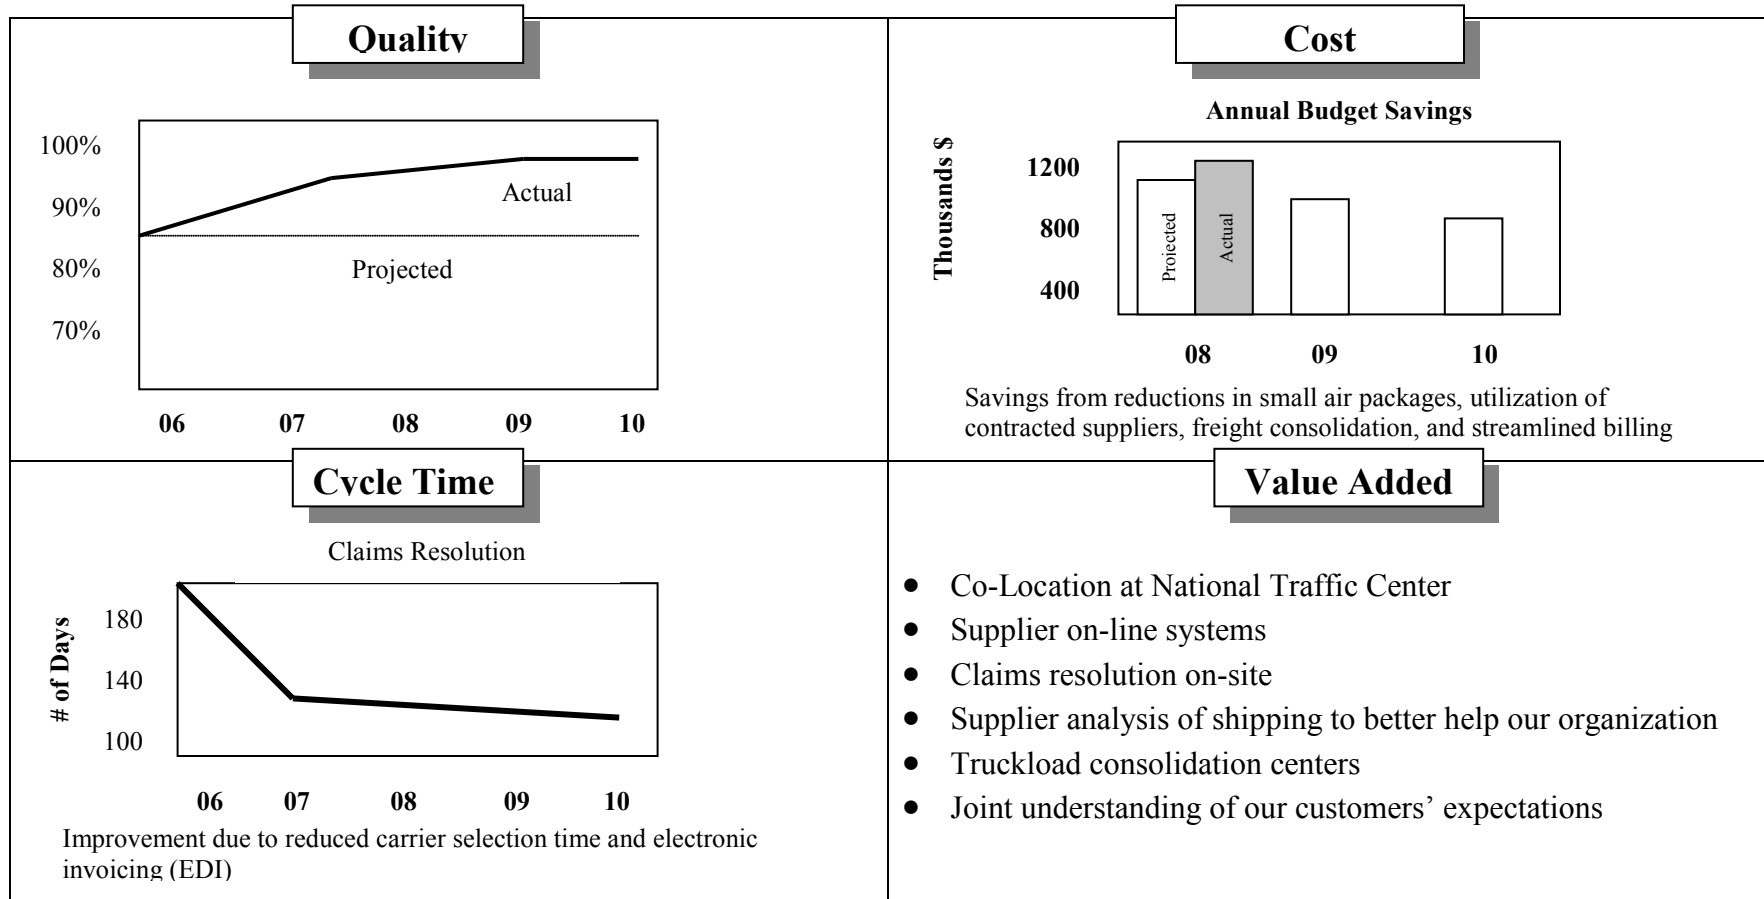 Quality
100%
90%
80%
70%
Actual
Projected
06 07 08 09 10
Cost
Annual Budget Savings
Thousands $
1200
800
400
Projected
Actual
08 09 10
Savings from reductions in small air packages, utilization of
contracted suppliers, freight consolidation, and streamlined billing
Cycle Time
Claims Resolution
# of Days
180
140
100
06 07 08 09 10
Improvement due to reduced carrier selection time and electronic
invoicing (EDI)
Value Added
● Co-Location at National Traffic Center
● Supplier on-line systems
● Claims resolution on-site
● Supplier analysis of shipping to better help our organization
● Truckload consolidation centers
● Joint understanding of our customers’ expectations